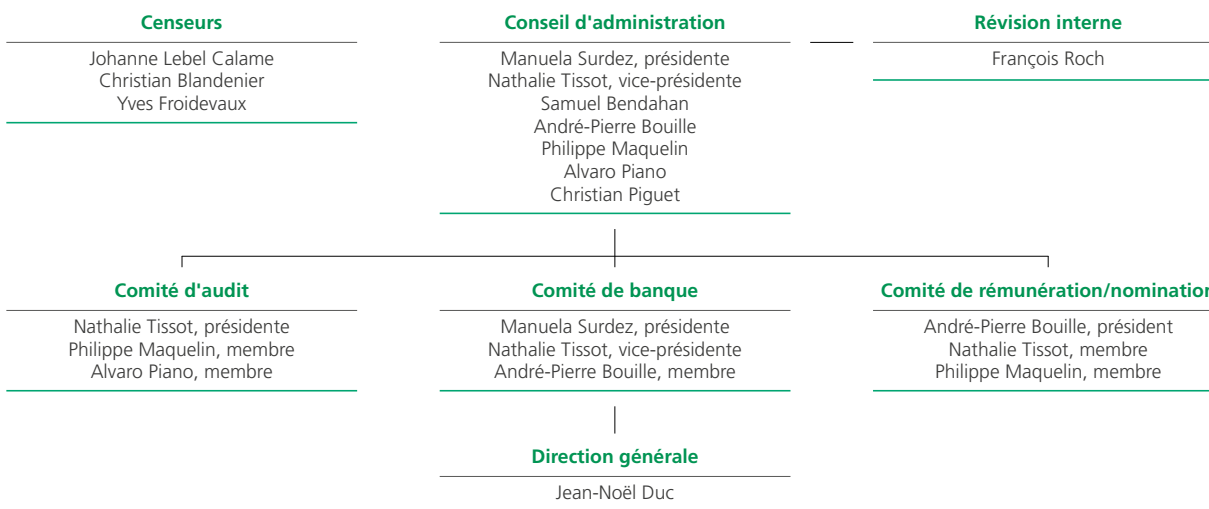 Censeurs
Johanne Lebel Calame
Christian Blandenier
Yves Froidevaux
Conseil d'administration
Manuela Surdez, présidente
Nathalie Tissot, vice-présidente
Samuel Bendahan
André-Pierre Bouille
Philippe Maquelin
Alvaro Piano
Christian Piguet
Révision interne
François Roch
Comité d'audit
Nathalie Tissot, présidente
Philippe Maquelin, membre
Alvaro Piano, membre
Comité de banque
Manuela Surdez, présidente
Nathalie Tissot, vice-présidente
André-Pierre Bouille, membre
Comité de rémunération/nomination
André-Pierre Bouille, président
Nathalie Tissot, membre
Philippe Maquelin, membre
Direction générale
Jean-Noël Duc